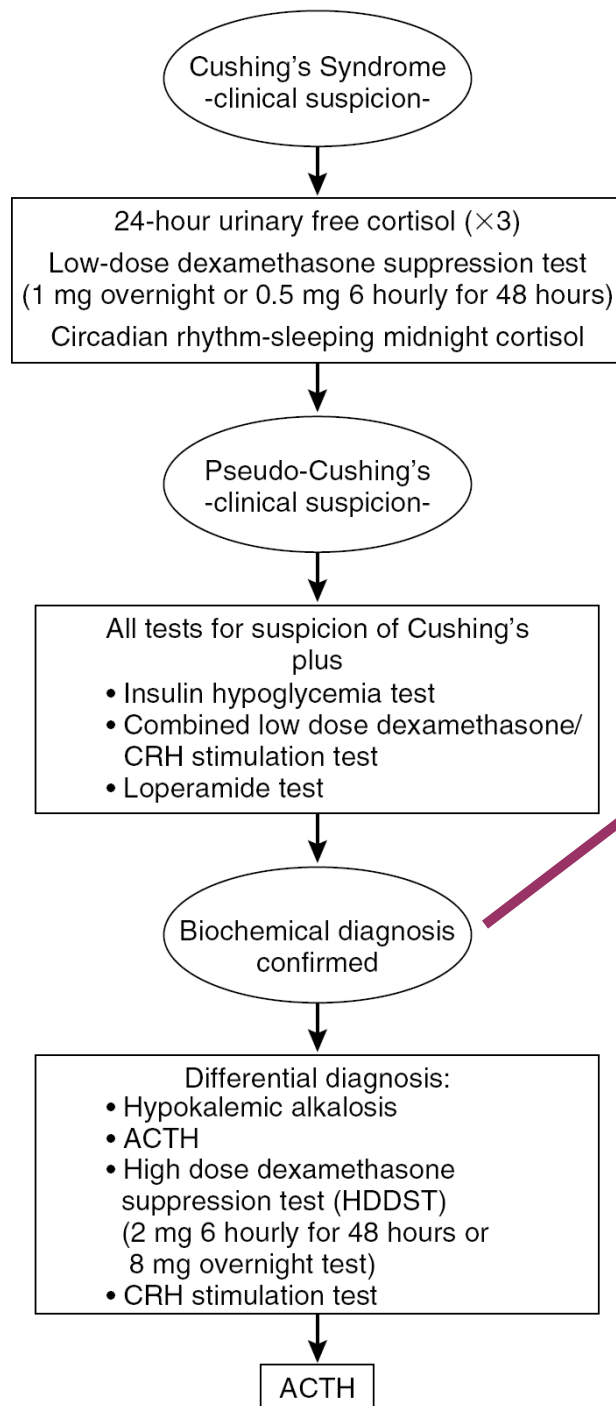 Cushing's Syndrome
-clinical suspicion-
24-hour urinary free cortisol (×3)
Low-dose dexamethasone suppression test
(1 mg overnight or 0.5 mg 6 hourly for 48 hours)
Circadian rhythm-sleeping midnight cortisol
Pseudo-Cushing's
-clinical suspicion-
All tests for suspicion of Cushing's
plus
• Insulin hypoglycemia test
• Combined low dose dexamethasone/
CRH stimulation test
• Loperamide test
Biochemical diagnosis
confirmed
Differential diagnosis:
• Hypokalemic alkalosis
• ACTH
• High dose dexamethasone
suppression test (HDDST)
(2 mg 6 hourly for 48 hours or
8 mg overnight test)
• CRH stimulation test
ACTH